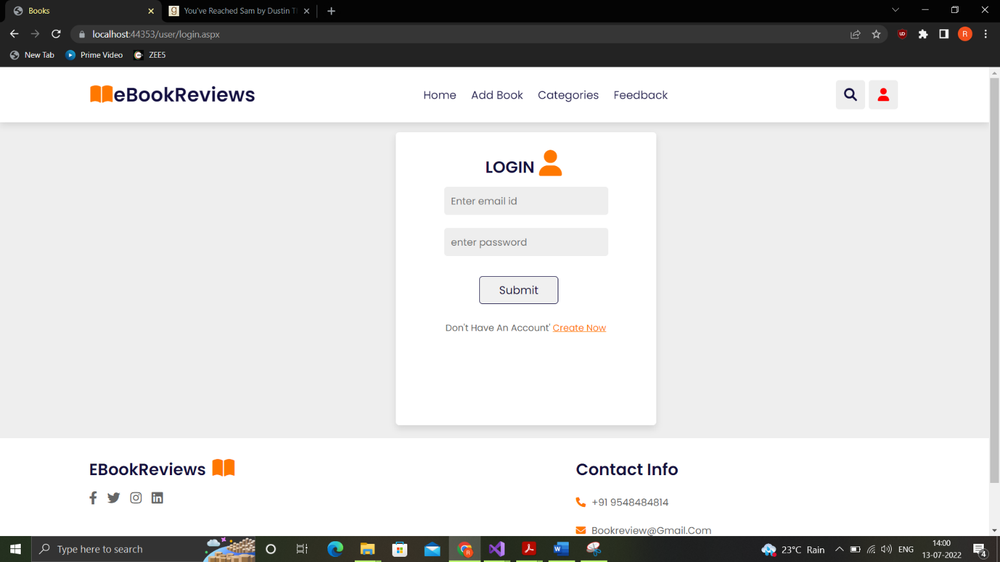 Books
You've Reached Sam by Dustin Th
localhost:44353/user/login.aspx
R
New Tab
Prime Video
ZEE5
eBookReviews
Home
Add Book
Categories
Feedback
LOGIN
Enter email id
enter password
Submit
Don't Have An Account' Create Now
EBookReviews
Contact Info
+91 9548484814
Bookreview@Gmail.Com
Type here to search
23°C Rain
ENG
14:00
13-07-2022
4